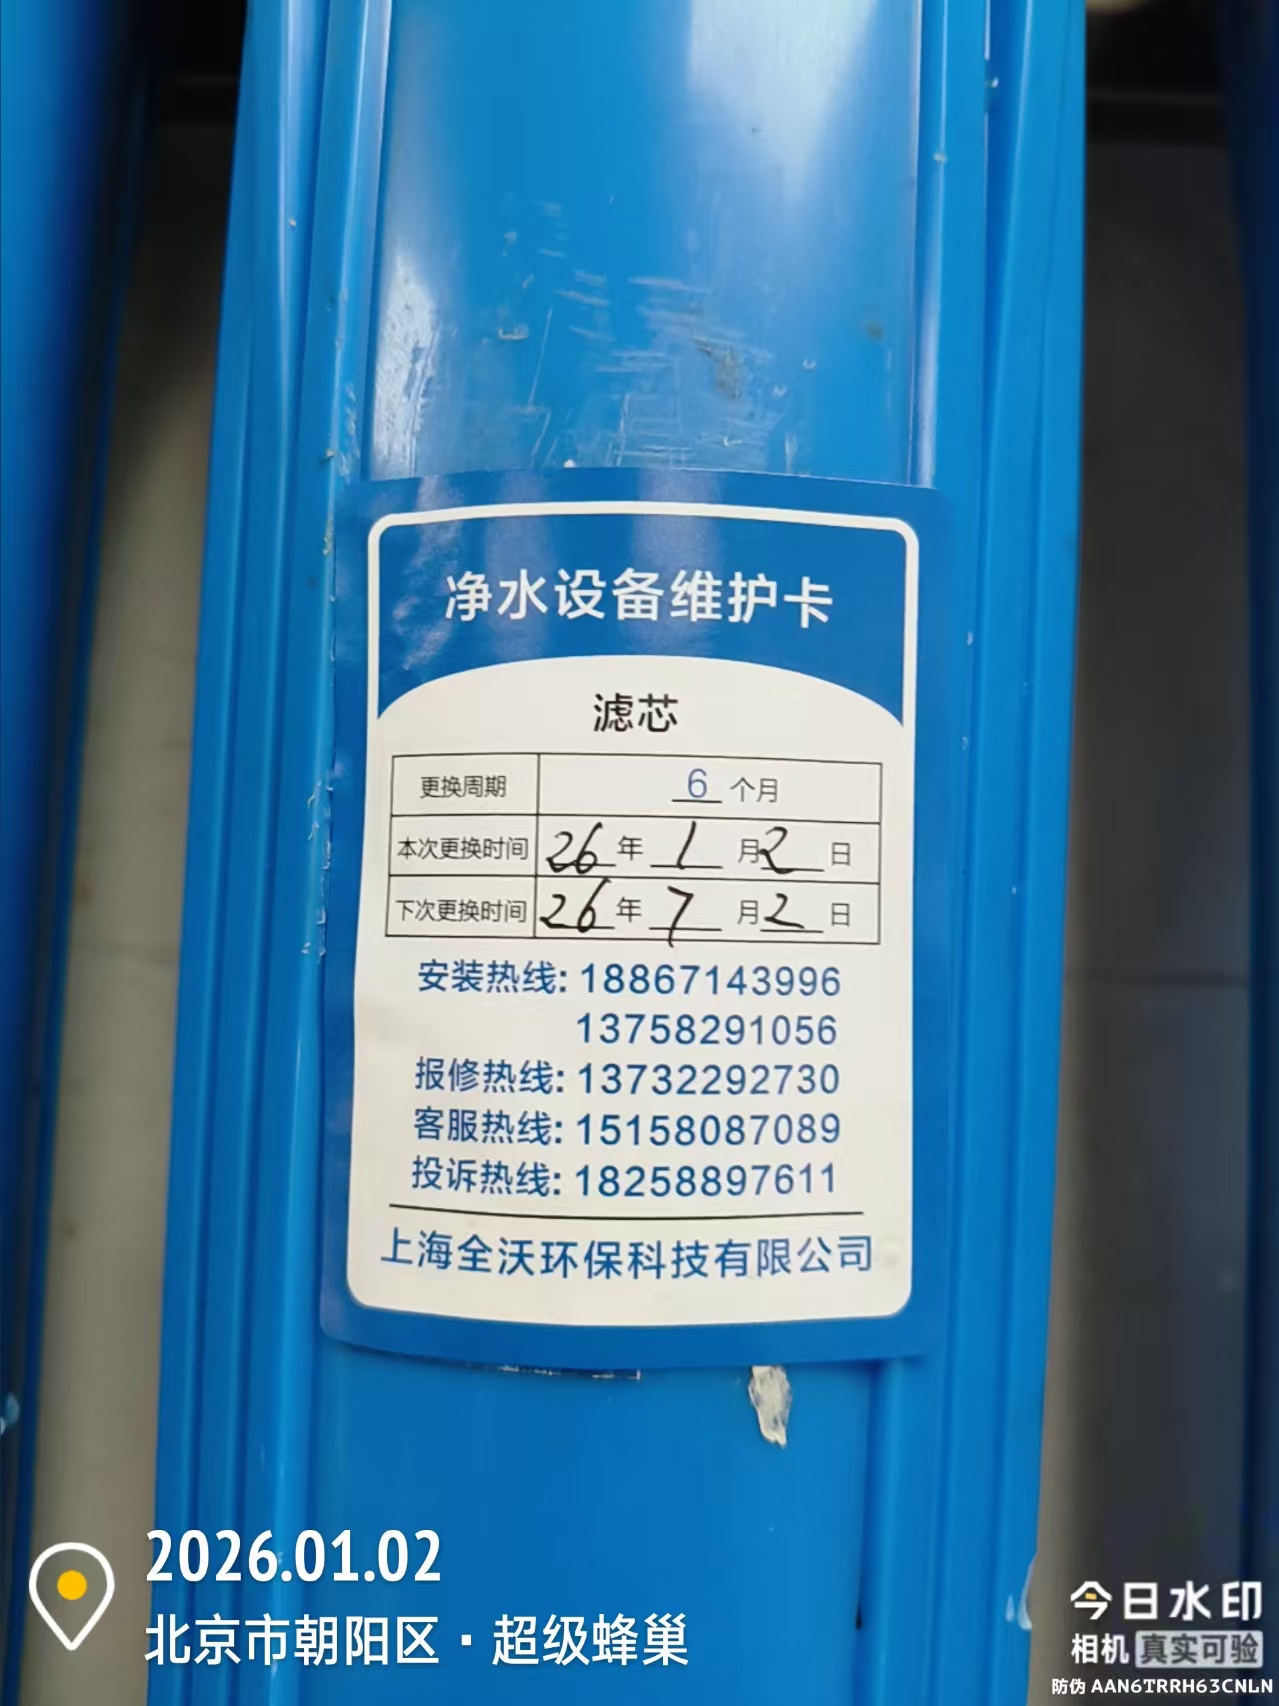 净水设备维护卡
滤芯
更换周期 6 个月
本次更换时间 26 年 1 月 2 日
下次更换时间 26 年 7 月 2 日
安装热线: 18867143996
13758291056
报修热线: 13732292730
客服热线: 15158087089
投诉热线: 18258897611
上海全沃环保科技有限公司
2026.01.02
北京市朝阳区·超级蜂巢
今日水印
相机 真实可验
防伪 AAN6TRRH63CNLN